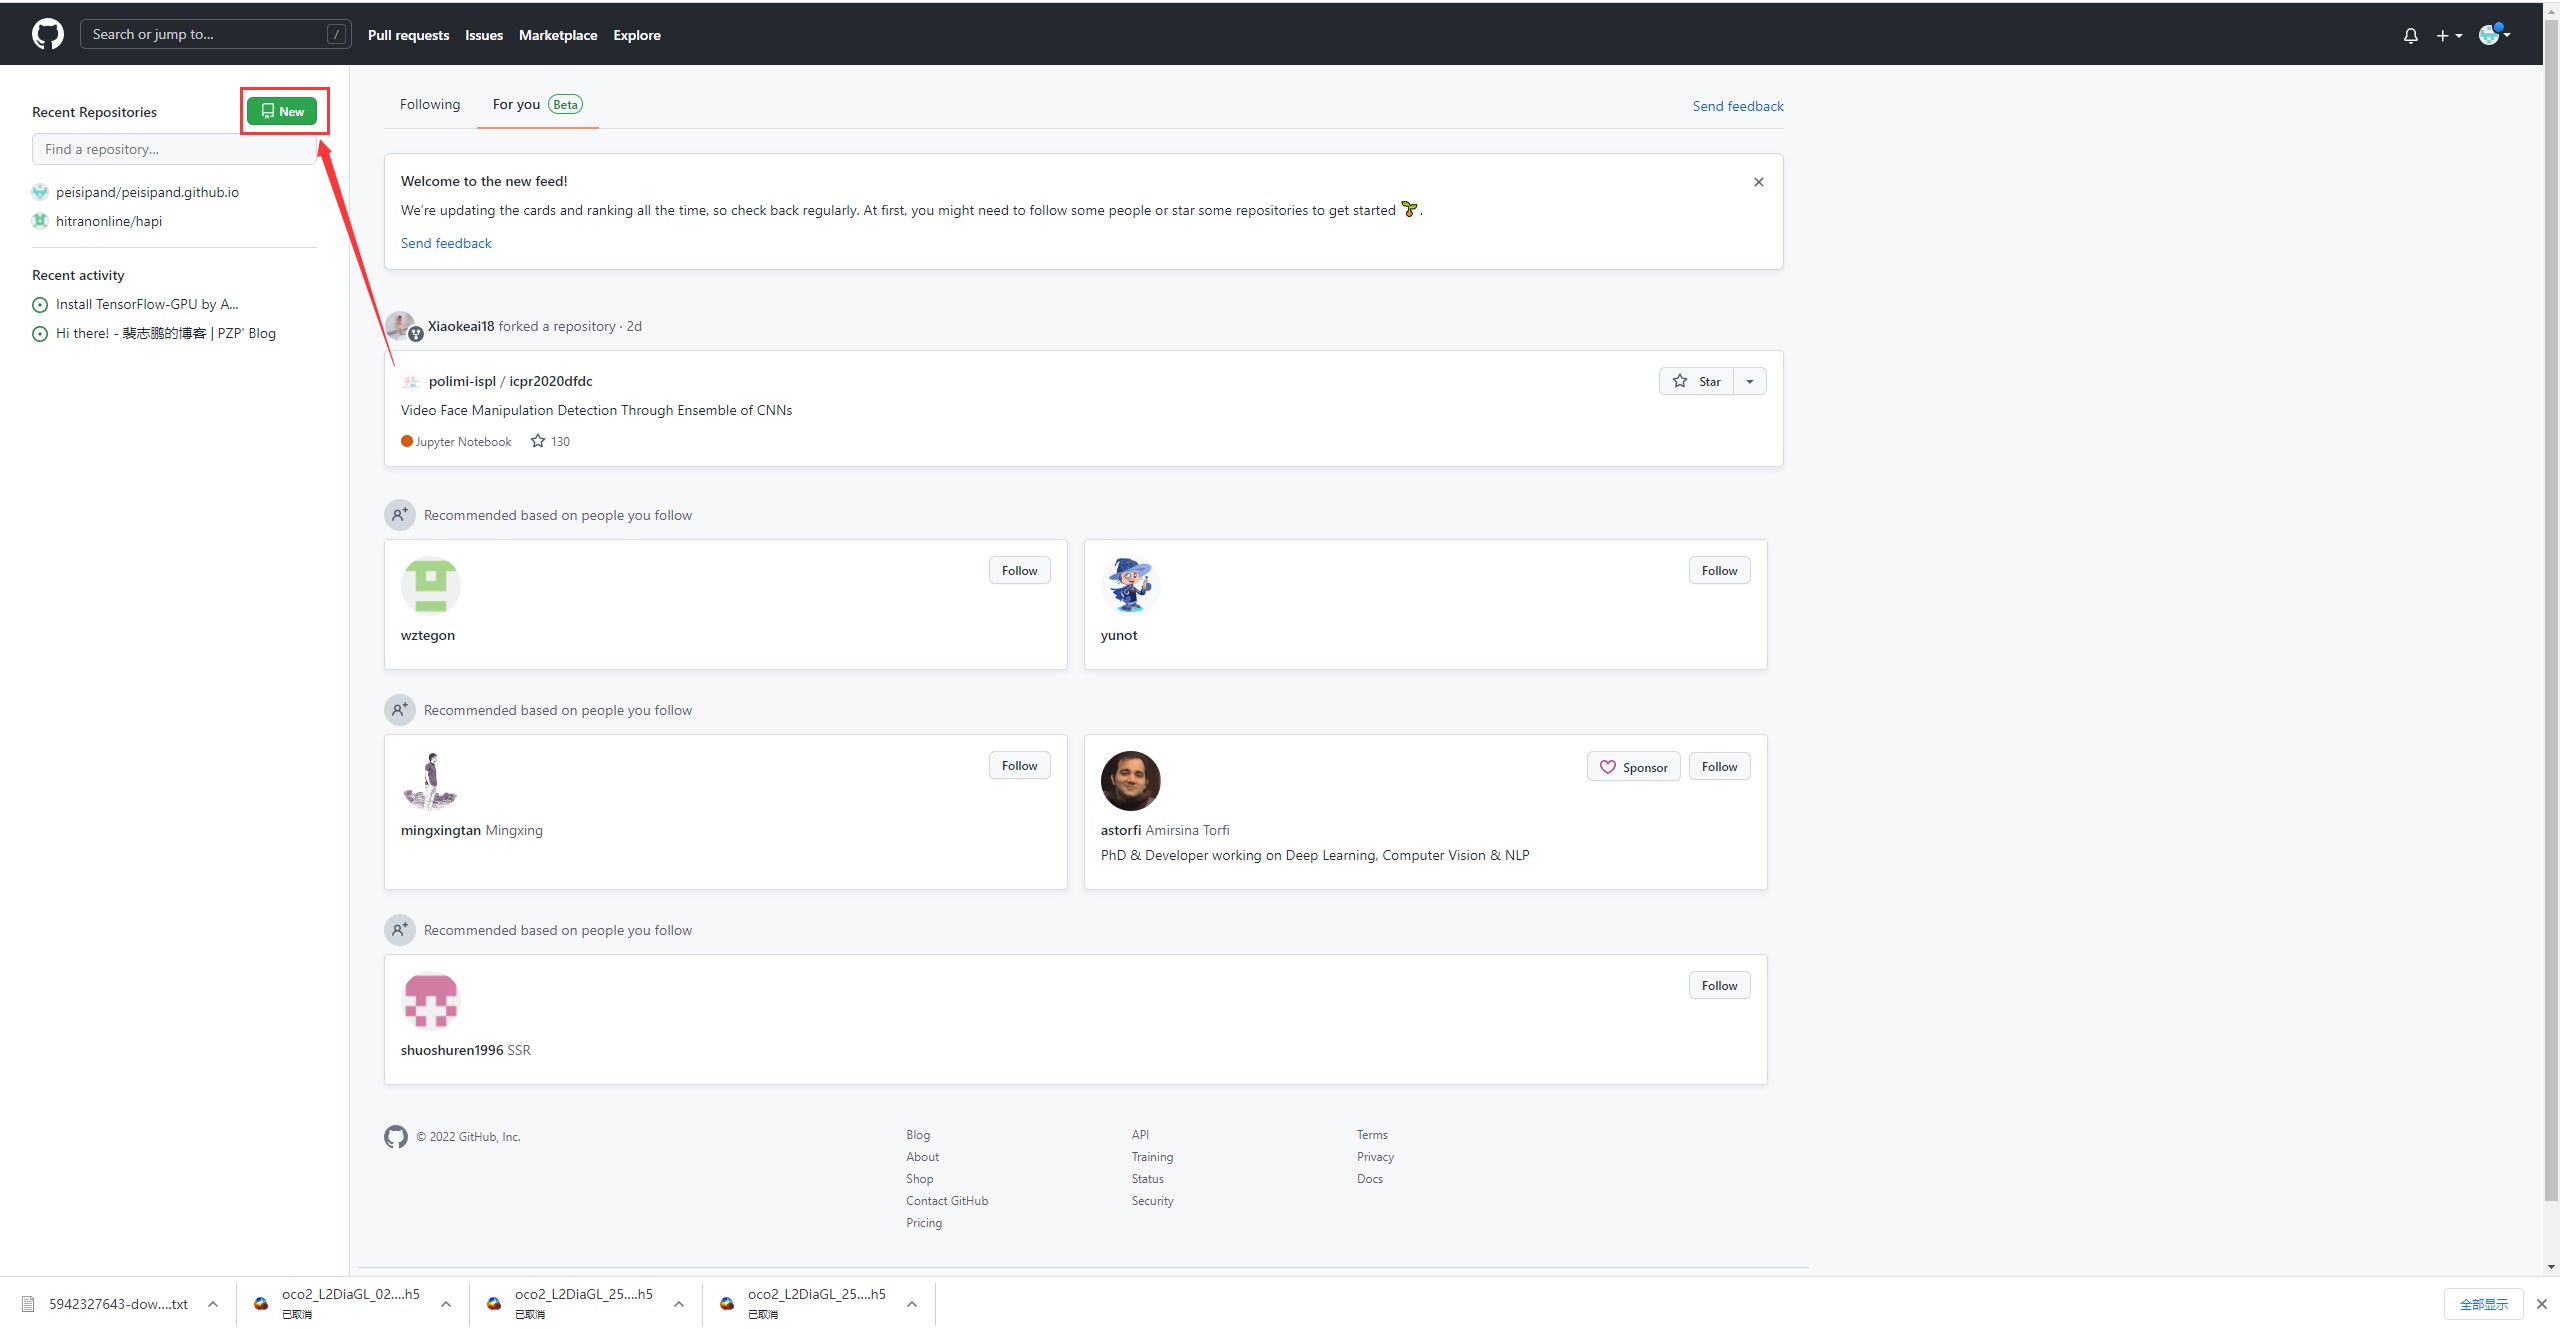 Search or jump to... /
Pull requests Issues Marketplace Explore
Recent Repositories
New
Find a repository...
peisipand/peisipand.github.io
hitranonline/hapi
Recent activity
Install TensorFlow-GPU by A...
Hi there! - 裴志鹏的博客 | PZP' Blog
Following For you Beta
Send feedback
Welcome to the new feed!
We're updating the cards and ranking all the time, so check back regularly. At first, you might need to follow some people or star some repositories to get started .
Send feedback
Xiaokeai18 forked a repository · 2d
polimi-ispl / icpr2020dfdc
Star
Video Face Manipulation Detection Through Ensemble of CNNs
Jupyter Notebook 130
Recommended based on people you follow
Follow
wztegon
Follow
yunot
Recommended based on people you follow
Follow
mingxingtan Mingxing
Sponsor Follow
astorfi Amirsina Torfi
PhD & Developer working on Deep Learning, Computer Vision & NLP
Recommended based on people you follow
Follow
shuoshuren1996 SSR
© 2022 GitHub, Inc.
Blog
About
Shop
Contact GitHub
Pricing
API
Training
Status
Security
Terms
Privacy
Docs
5942327643-dow....txt
oco2_L2DiaGL_02....h5
已取消
oco2_L2DiaGL_25....h5
已取消
oco2_L2DiaGL_25....h5
已取消
全部显示